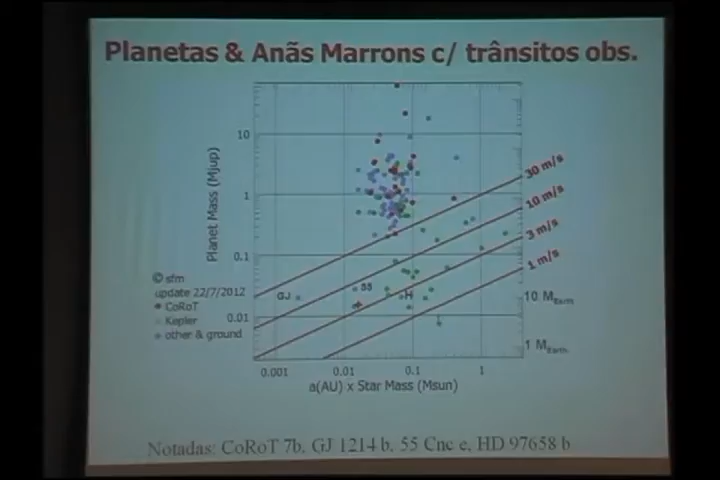 Planetas & Anãs Marrons c/ trânsitos obs.
10
1
0.1
0.01
Planet Mass (Mjup)
30 m/s
10 m/s
3 m/s
1 m/s
10 M_Earth
1 M_Earth
GJ
55
H
© sfm
update 22/7/2012
CoRoT
Kepler
other & ground
0.001 0.01 0.1 1
a(AU) x Star Mass (Msun)
Notadas: CoRoT 7b, GJ 1214 b, 55 Cnc e, HD 97658 b